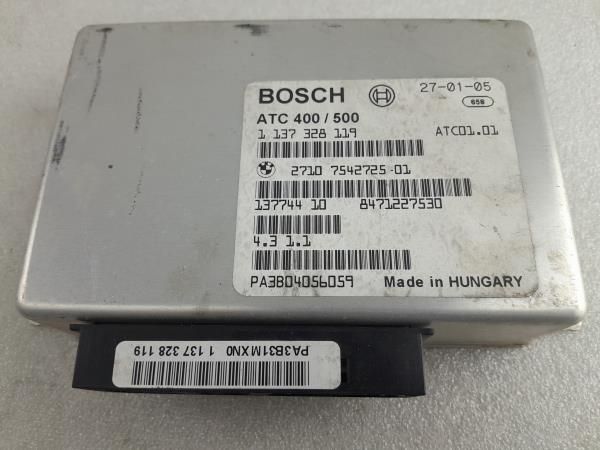 BOSCH 27-01-05
658
ATC 400 / 500
1 137 328 119 ATC01.01
2710 7542725-01
137744 10 8471227530
4.3 1.1
PA3B04056059 Made in HUNGARY
PA3B31MXN0 1 137 328 119